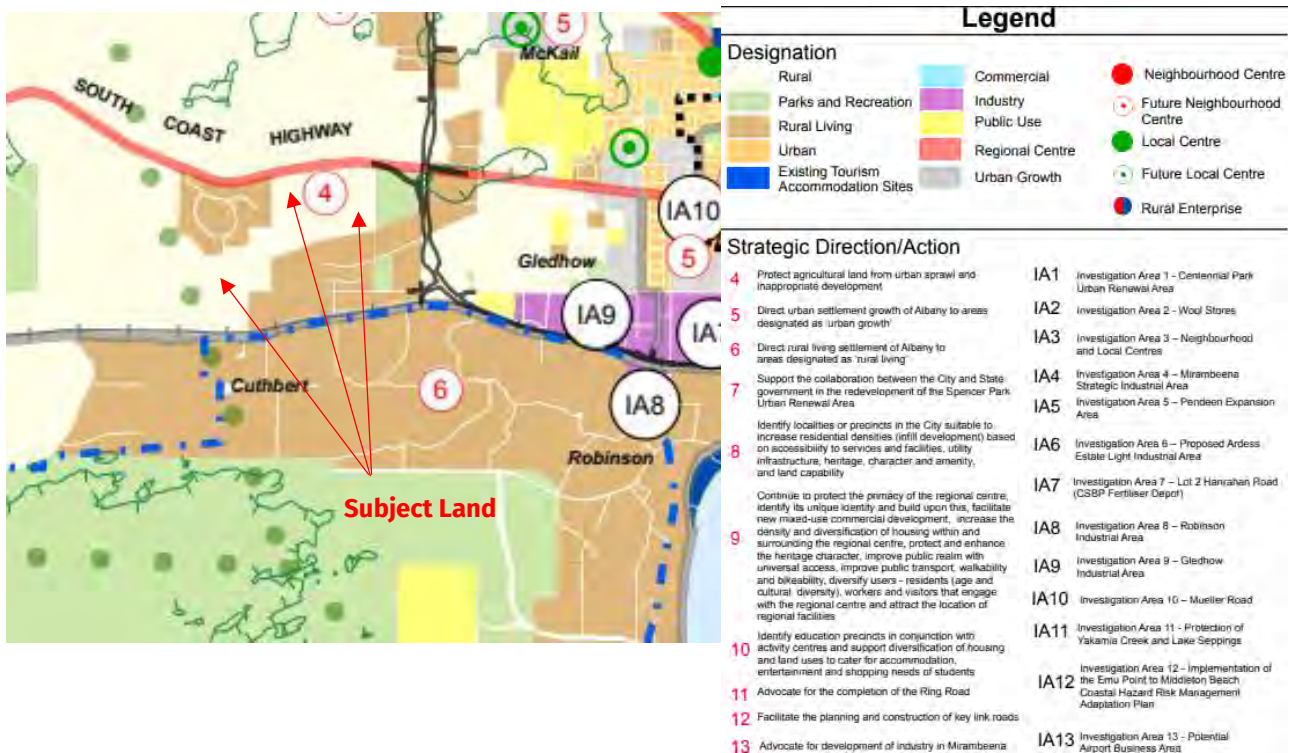 SOUTH
COAST
HIGHWAY
4
5
McKail
IA10
5
Gledhow
IA9
Cuthbert
6
IA8
Robinson
Subject Land
Legend
Designation
Rural
Parks and Recreation
Rural Living
Urban
Existing Tourism
Accommodation Sites
Commercial
Industry
Public Use
Regional Centre
Urban Growth
Neighbourhood Centre
Future Neighbourhood
Centre
Local Centre
Future Local Centre
Rural Enterprise
Strategic Direction/Action
4 Protect agricultural land from urban sprawl and
inappropriate development
5 Direct urban settlement growth of Albany to areas
designated as 'urban growth'
6 Direct rural living settlement of Albany to
areas designated as 'rural living'
7 Support the collaboration between the City and State
government in the redevelopment of the Spencer Park
Urban Renewal Area
8 Identify localities or precincts in the City suitable to
increase residential densities (infill development) based
on accessibility to services and facilities, utility
infrastructure, heritage, character and amenity,
and land capability
9 Continue to protect the primacy of the regional centre,
identify its unique identity and build upon this, facilitate
new mixed-use commercial development, increase the
density and diversification of housing within and
surrounding the regional centre, protect and enhance
the heritage character, improve public realm with
universal access, improve public transport, walkability
and bikeability, diversify users - residents (age and
cultural diversity), workers and visitors that engage
with the regional centre and attract the location of
regional facilities
10 Identify education precincts in conjunction with
activity centres and support diversification of housing
and land uses to cater for accommodation,
entertainment and shopping needs of students
11 Advocate for the completion of the Ring Road
12 Facilitate the planning and construction of key link roads
13 Advocate for development of industry in Mirambeena
IA1 Investigation Area 1 - Centennial Park
Urban Renewal Area
IA2 Investigation Area 2 - Wool Stores
IA3 Investigation Area 3 – Neighbourhood
and Local Centres
IA4 Investigation Area 4 – Mirambeena
Strategic Industrial Area
IA5 Investigation Area 5 – Pendeen Expansion
Area
IA6 Investigation Area 6 – Proposed Ardess
Estate Light Industrial Area
IA7 Investigation Area 7 – Lot 2 Hanrahan Road
(CSBP Fertiliser Depot)
IA8 Investigation Area 8 – Robinson
Industrial Area
IA9 Investigation Area 9 – Gledhow
Industrial Area
IA10 Investigation Area 10 – Mueller Road
IA11 Investigation Area 11 - Protection of
Yakamia Creek and Lake Seppings
IA12 Investigation Area 12 - Implementation of
the Emu Point to Middleton Beach
Coastal Hazard Risk Management
Adaptation Plan
IA13 Investigation Area 13 - Potential
Airport Business Area